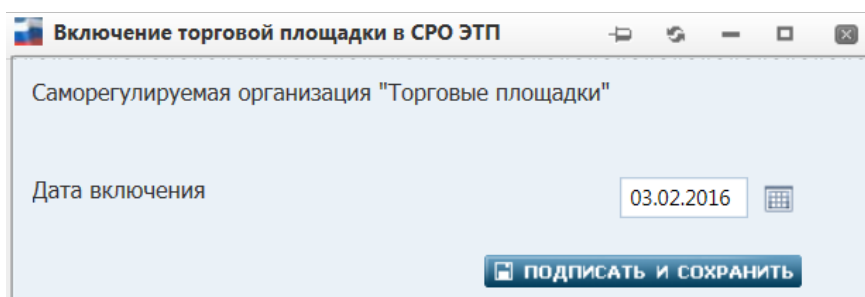 Включение торговой площадки в СРО ЭТП
Саморегулируемая организация "Торговые площадки"
Дата включения 03.02.2016
ПОДПИСАТЬ И СОХРАНИТЬ